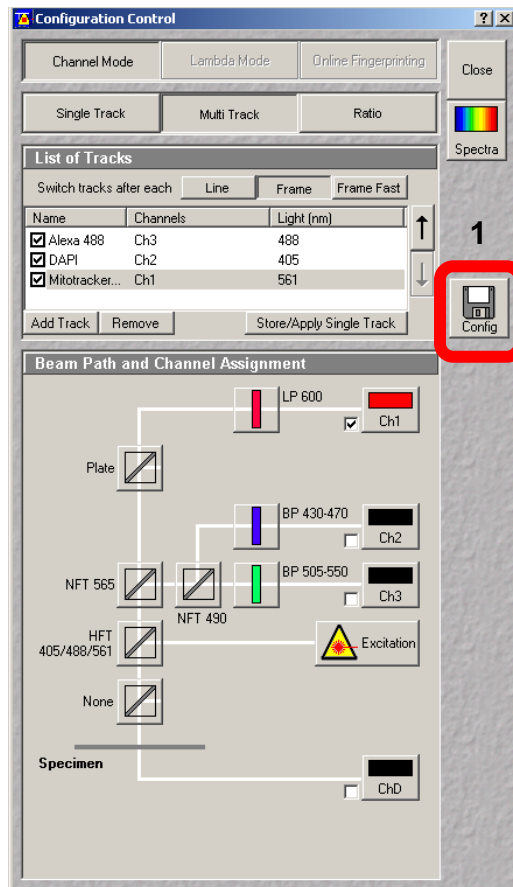 Configuration Control
Channel Mode
Lambda Mode
Online Fingerprinting
Close
Single Track
Multi Track
Ratio
Spectra
List of Tracks
Switch tracks after each
Line
Frame
Frame Fast
Name Channels Light (nm)
Alexa 488 Ch3 488
DAPI Ch2 405
Mitotracker... Ch1 561
1
Config
Add Track
Remove
Store/Apply Single Track
Beam Path and Channel Assignment
LP 600
Ch1
Plate
BP 430-470
Ch2
NFT 565
NFT 490
BP 505-550
Ch3
HFT
405/488/561
Excitation
None
Specimen
ChD